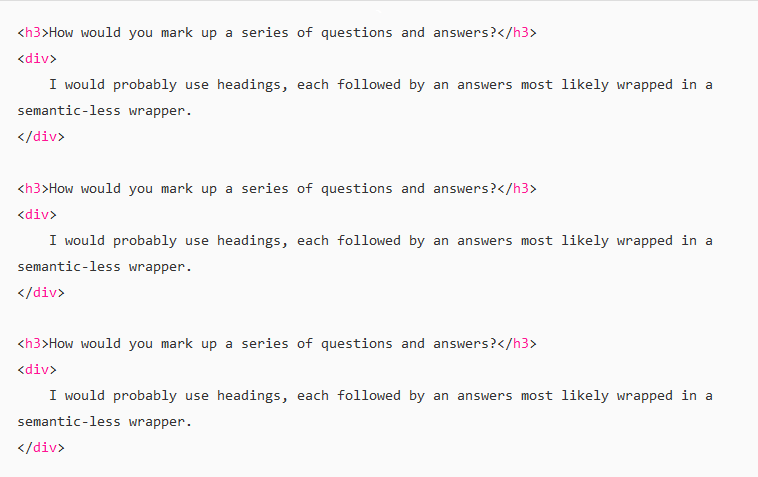 <h3>How would you mark up a series of questions and answers?</h3>
<div>
    I would probably use headings, each followed by an answers most likely wrapped in a
semantic-less wrapper.
</div>

<h3>How would you mark up a series of questions and answers?</h3>
<div>
    I would probably use headings, each followed by an answers most likely wrapped in a
semantic-less wrapper.
</div>

<h3>How would you mark up a series of questions and answers?</h3>
<div>
    I would probably use headings, each followed by an answers most likely wrapped in a
semantic-less wrapper.
</div>